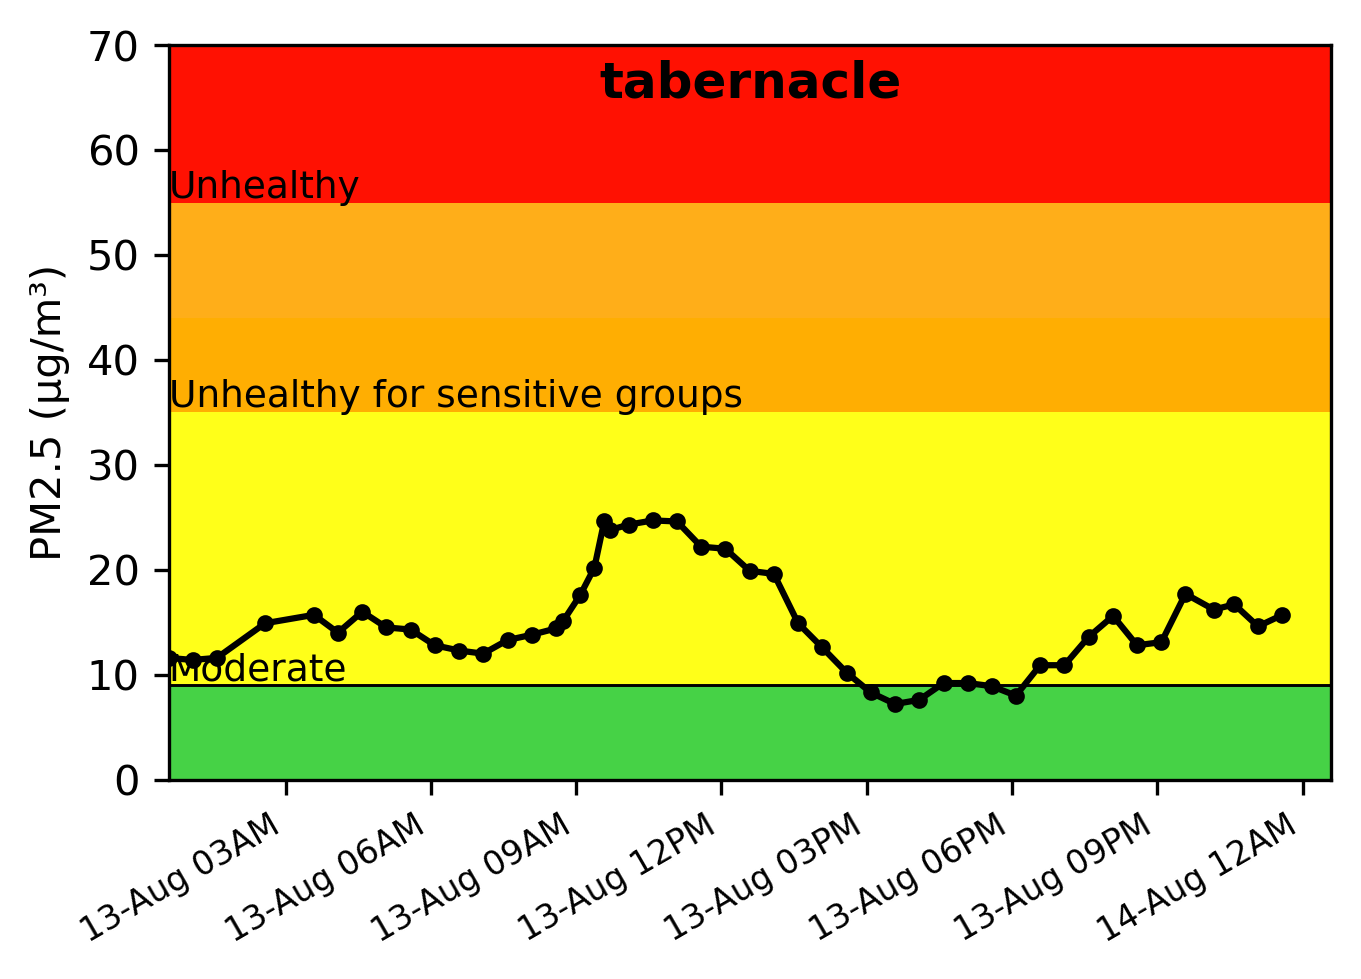 tabernacle
PM2.5 (µg/m³)
70
60
50
40
30
20
10
0
Unhealthy
Unhealthy for sensitive groups
Moderate
13-Aug 03AM
13-Aug 06AM
13-Aug 09AM
13-Aug 12PM
13-Aug 03PM
13-Aug 06PM
13-Aug 09PM
14-Aug 12AM